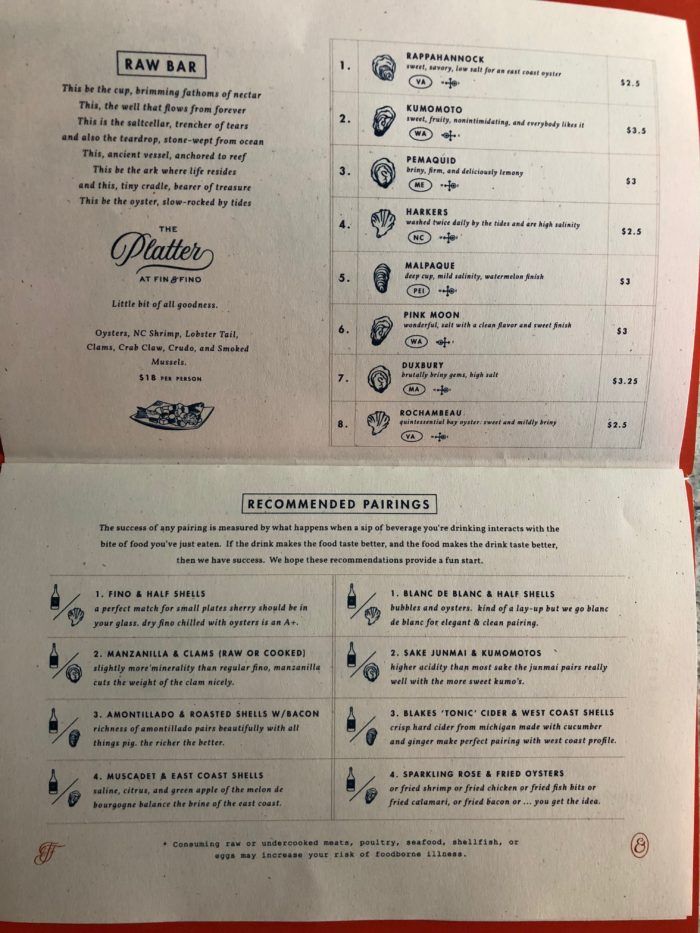 RAW BAR
This be the cup, brimming fathoms of nectar
This, the well that flows from forever
This is the saltcellar, trencher of tears
and also the teardrop, stone-wept from ocean
This, ancient vessel, anchored to reef
This be the ark where life resides
and this, tiny cradle, bearer of treasure
This be the oyster, slow-rocked by tides
THE
Platter
AT FIN & FINO
Little bit of all goodness.
Oysters, NC Shrimp, Lobster Tail,
Clams, Crab Claw, Crudo, and Smoked
Mussels.
$18 PER PERSON
1. RAPPAHANNOCK
sweet, savory, low salt for an east coast oyster
VA
$2.5
2. KUMOMOTO
sweet, fruity, nonintimidating, and everybody likes it
WA
$3.5
3. PEMAQUID
briny, firm, and deliciously lemony
ME
$3
4. HARKERS
washed twice daily by the tides and are high salinity
NC
$2.5
5. MALPAQUE
deep cup, mild salinity, watermelon finish
PEI
$3
6. PINK MOON
wonderful, salt with a clean flavor and sweet finish
WA
$3
7. DUXBURY
brutally briny gems, high salt
MA
$3.25
8. ROCHAMBEAU
quintessential bay oyster: sweet and mildly briny
VA
$2.5
RECOMMENDED PAIRINGS
The success of any pairing is measured by what happens when a sip of beverage you're drinking interacts with the
bite of food you've just eaten. If the drink makes the food taste better, and the food makes the drink taste better,
then we have success. We hope these recommendations provide a fun start.
1. FINO & HALF SHELLS
a perfect match for small plates sherry should be in
your glass. dry fino chilled with oysters is an A+.
2. MANZANILLA & CLAMS (RAW OR COOKED)
slightly more minerality than regular fino, manzanilla
cuts the weight of the clam nicely.
3. AMONTILLADO & ROASTED SHELLS W/BACON
richness of amontillado pairs beautifully with all
things pig. the richer the better.
4. MUSCADET & EAST COAST SHELLS
saline, citrus, and green apple of the melon de
bourgogne balance the brine of the east coast.
1. BLANC DE BLANC & HALF SHELLS
bubbles and oysters. kind of a lay-up but we go blanc
de blanc for elegant & clean pairing.
2. SAKE JUNMAI & KUMOMOTOS
higher acidity than most sake the junmai pairs really
well with the more sweet kumo's.
3. BLAKES 'TONIC' CIDER & WEST COAST SHELLS
crisp hard cider from michigan made with cucumber
and ginger make perfect pairing with west coast profile.
4. SPARKLING ROSE & FRIED OYSTERS
or fried shrimp or fried chicken or fried fish bits or
fried calamari, or fried bacon or ... you get the idea.
* Consuming raw or undercooked meats, poultry, seafood, shellfish, or
eggs may increase your risk of foodborne illness.